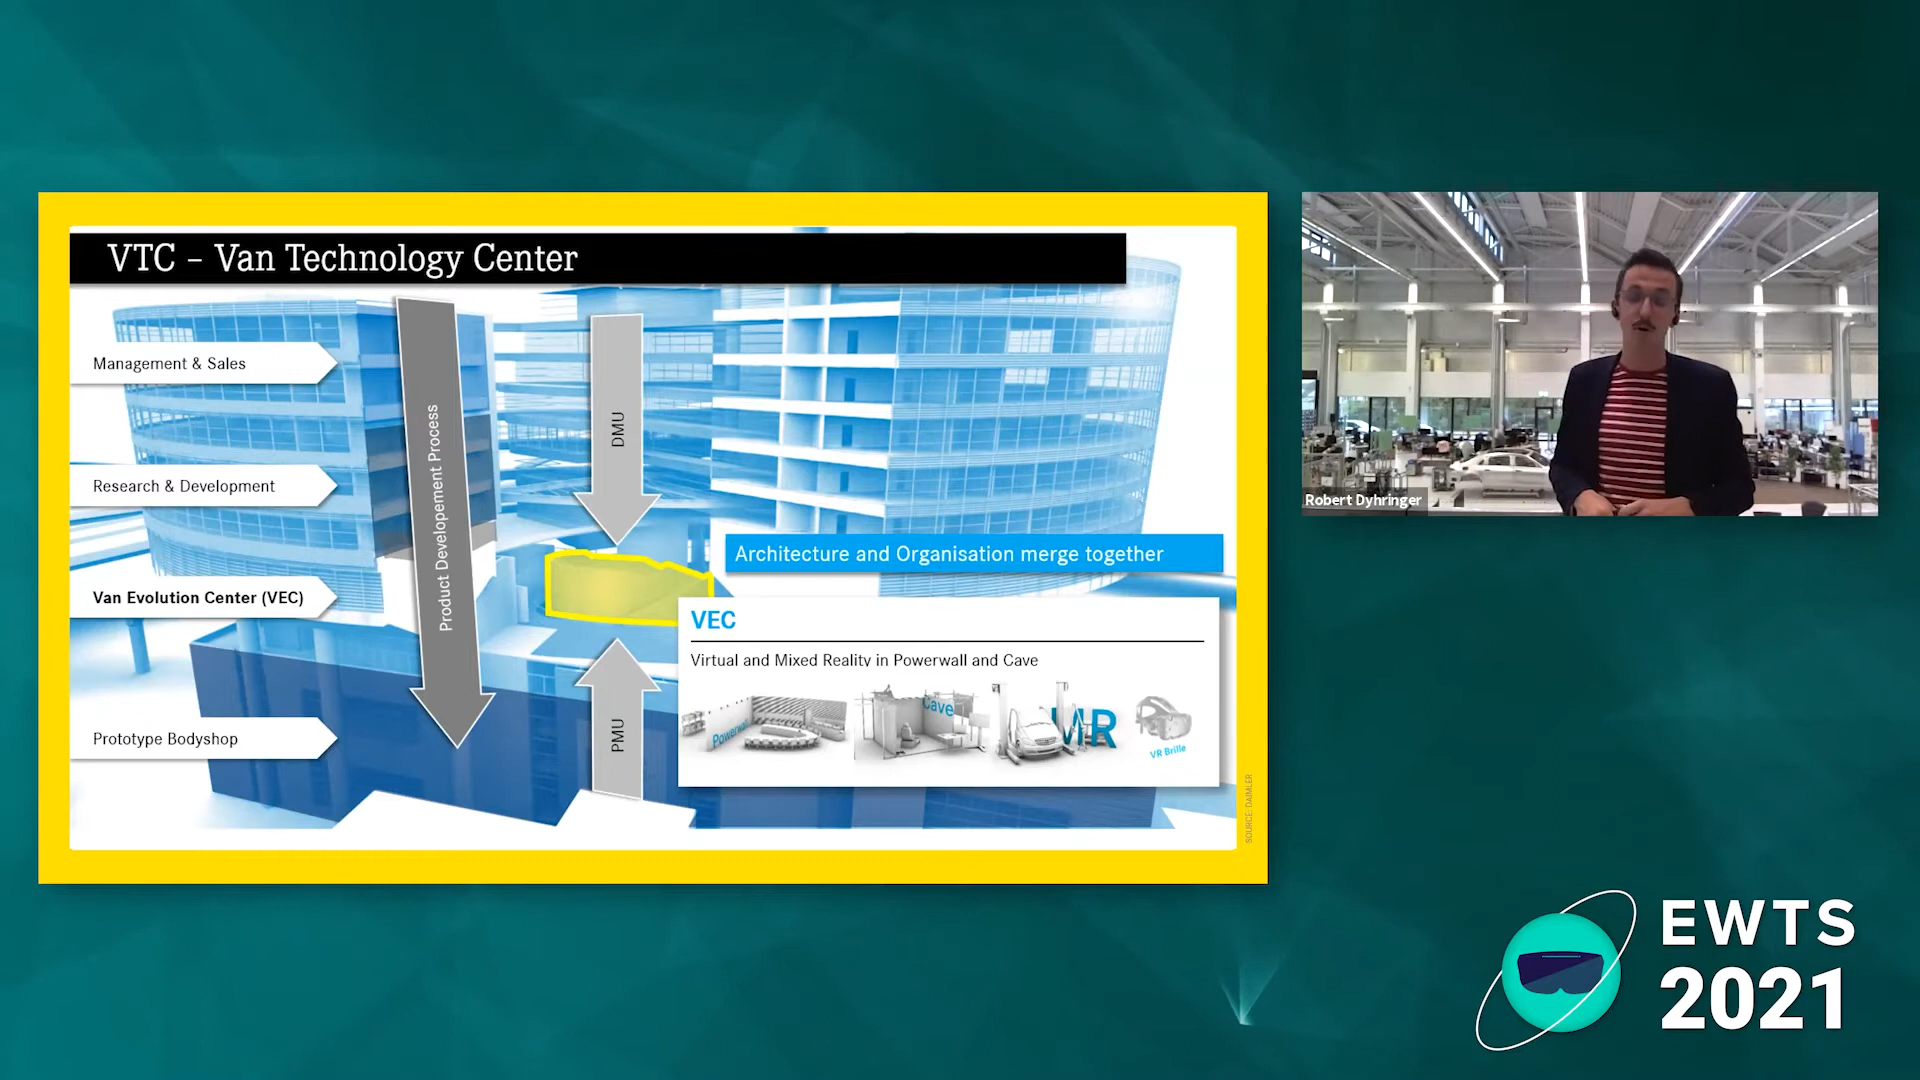 VTC – Van Technology Center
Management & Sales
Research & Development
Van Evolution Center (VEC)
Prototype Bodyshop
Product Developement Process
DMU
PMU
Architecture and Organisation merge together
VEC
Virtual and Mixed Reality in Powerwall and Cave
Powerwall
Cave
MR
VR Brille
SOURCE: DAIMLER
Robert Dyhringer
EWTS
2021